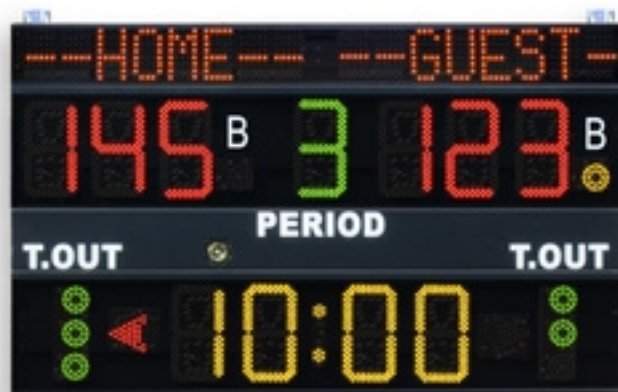 --HOME-- --GUEST-
145 B 3 123 B
PERIOD
T.OUT T.OUT
10:00